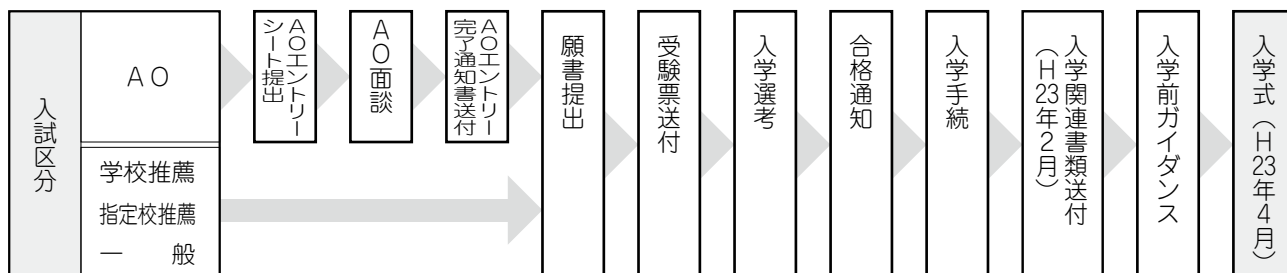 入試区分
AO
学校推薦
指定校推薦
一　般
AOエントリー
シート提出
AO面談
AOエントリー
完了通知書送付
願書提出
受験票送付
入学選考
合格通知
入学手続
入学関連書類送付
（H23年2月）
入学前ガイダンス
入学式（H23年4月）